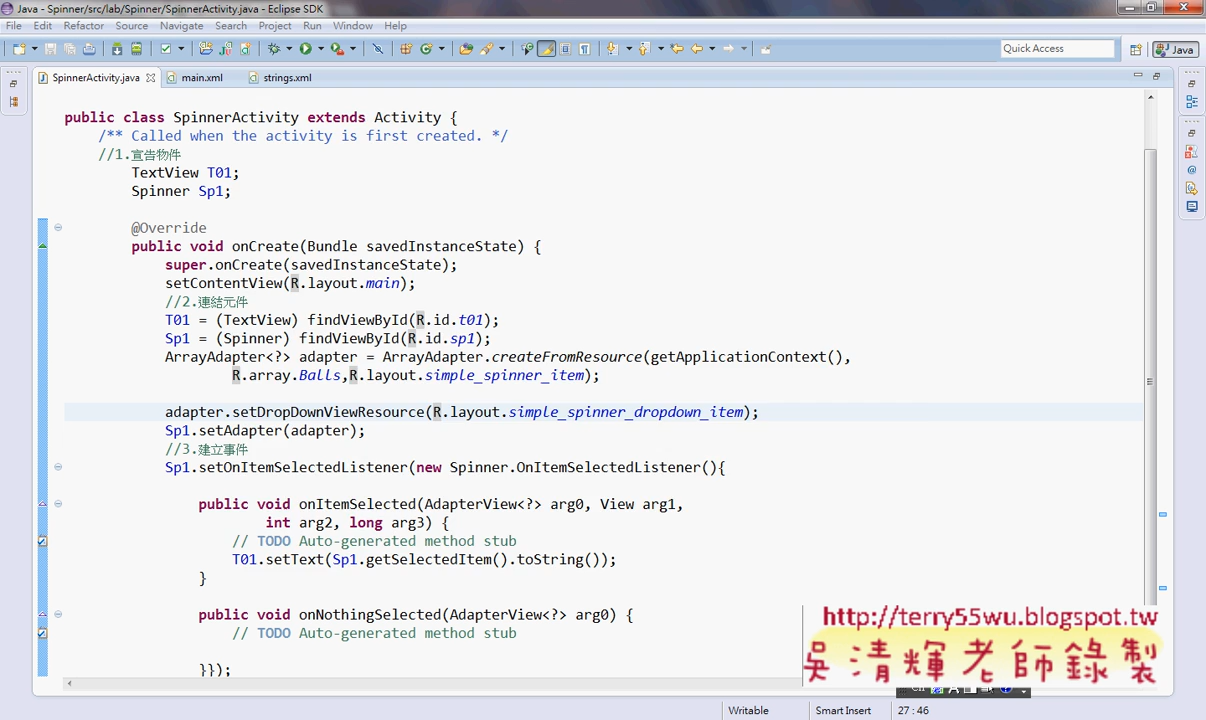 Java - Spinner/src/lab/Spinner/SpinnerActivity.java - Eclipse SDK
File Edit Refactor Source Navigate Search Project Run Window Help
Quick Access
Java
SpinnerActivity.java main.xml strings.xml
public class SpinnerActivity extends Activity {
/** Called when the activity is first created. */
//1.宣告物件
TextView T01;
Spinner Sp1;
@Override
public void onCreate(Bundle savedInstanceState) {
super.onCreate(savedInstanceState);
setContentView(R.layout.main);
//2.連結元件
T01 = (TextView) findViewById(R.id.t01);
Sp1 = (Spinner) findViewById(R.id.sp1);
ArrayAdapter<?> adapter = ArrayAdapter.createFromResource(getApplicationContext(),
R.array.Balls,R.layout.simple_spinner_item);
adapter.setDropDownViewResource(R.layout.simple_spinner_dropdown_item);
Sp1.setAdapter(adapter);
//3.建立事件
Sp1.setOnItemSelectedListener(new Spinner.OnItemSelectedListener(){
public void onItemSelected(AdapterView<?> arg0, View arg1,
int arg2, long arg3) {
// TODO Auto-generated method stub
T01.setText(Sp1.getSelectedItem().toString());
}
public void onNothingSelected(AdapterView<?> arg0) {
// TODO Auto-generated method stub
}});
http://terry55wu.blogspot.tw
吳清輝老師錄製
Writable Smart Insert 27 : 46